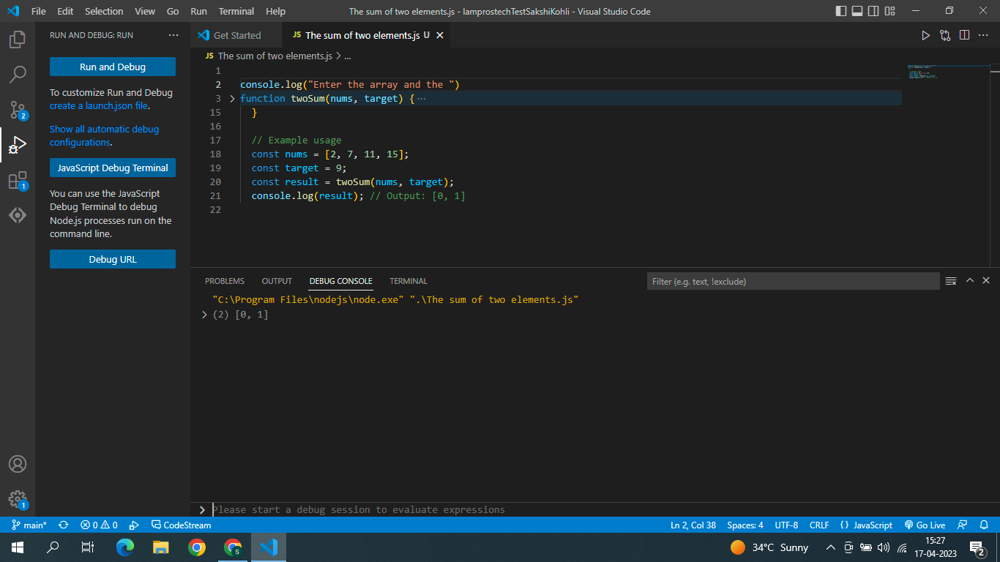 File Edit Selection View Go Run Terminal Help
The sum of two elements.js - lamprostechTestSakshiKohli - Visual Studio Code
RUN AND DEBUG: RUN
Run and Debug
To customize Run and Debug
create a launch.json file.
Show all automatic debug
configurations.
JavaScript Debug Terminal
You can use the JavaScript
Debug Terminal to debug
Node.js processes run on the
command line.
Debug URL
2
1
1
Get Started
JS The sum of two elements.js U
JS The sum of two elements.js > ...
1
2 console.log("Enter the array and the ")
3 function twoSum(nums, target) { ...
15 }
16
17 // Example usage
18 const nums = [2, 7, 11, 15];
19 const target = 9;
20 const result = twoSum(nums, target);
21 console.log(result); // Output: [0, 1]
22
PROBLEMS OUTPUT DEBUG CONSOLE TERMINAL
Filter (e.g. text, !exclude)
"C:\Program Files\nodejs\node.exe" ".\The sum of two elements.js"
(2) [0, 1]
Please start a debug session to evaluate expressions
main* 0 0 CodeStream
Ln 2, Col 38 Spaces: 4 UTF-8 CRLF {} JavaScript Go Live
S
34°C Sunny
15:27
17-04-2023
2